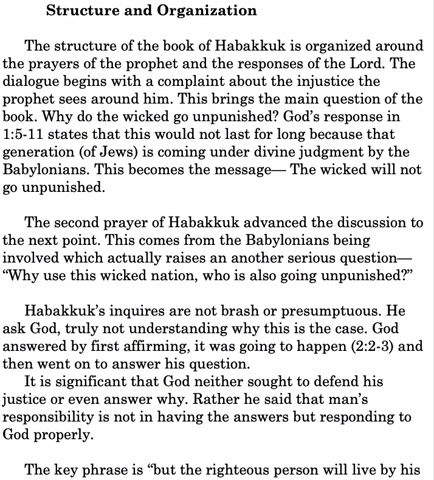 Structure and Organization
The structure of the book of Habakkuk is organized around
the prayers of the prophet and the responses of the Lord. The
dialogue begins with a complaint about the injustice the
prophet sees around him. This brings the main question of the
book. Why do the wicked go unpunished? God’s response in
1:5-11 states that this would not last for long because that
generation (of Jews) is coming under divine judgment by the
Babylonians. This becomes the message— The wicked will not
go unpunished.
The second prayer of Habakkuk advanced the discussion to
the next point. This comes from the Babylonians being
involved which actually raises an another serious question—
“Why use this wicked nation, who is also going unpunished?”
Habakkuk’s inquires are not brash or presumptuous. He
ask God, truly not understanding why this is the case. God
answered by first affirming, it was going to happen (2:2-3) and
then went on to answer his question.
It is significant that God neither sought to defend his
justice or even answer why. Rather he said that man’s
responsibility is not in having the answers but responding to
God properly.
The key phrase is “but the righteous person will live by his